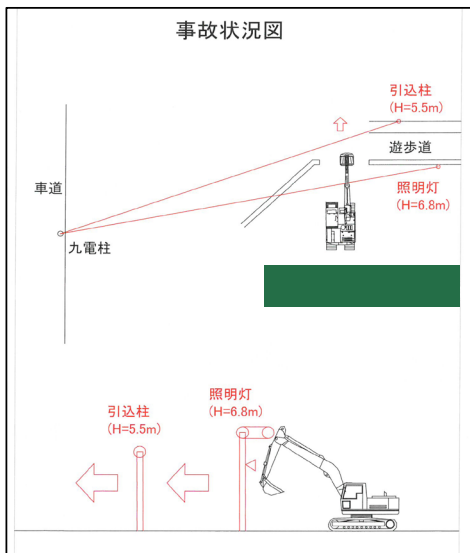 事故状況図
引込柱
(H=5.5m)
遊歩道
車道
照明灯
(H=6.8m)
九電柱
照明灯
(H=6.8m)
引込柱
(H=5.5m)